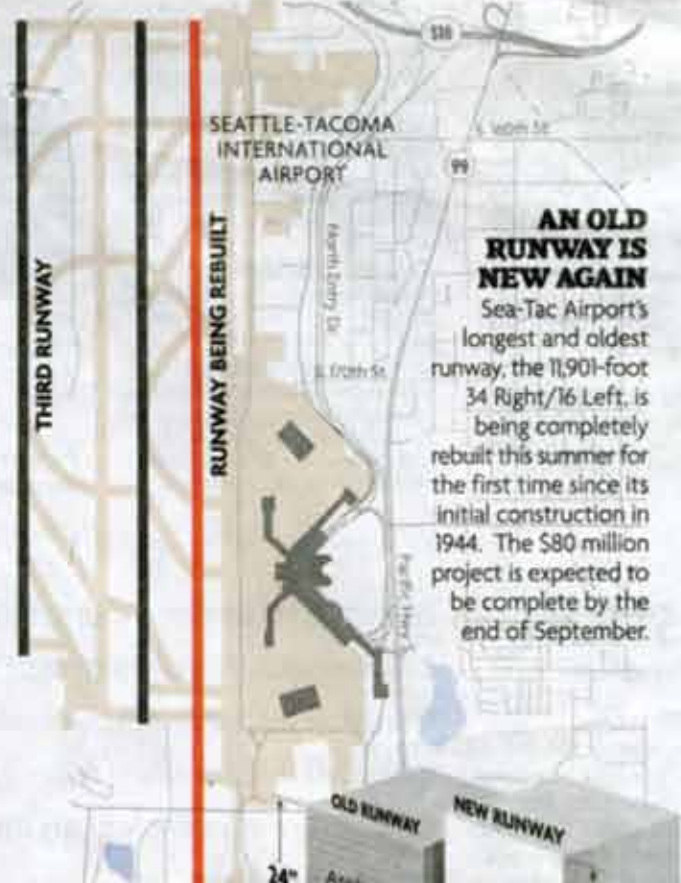 518
SEATTLE-TACOMA
INTERNATIONAL
AIRPORT
S. 160th St.
99
THIRD RUNWAY
RUNWAY BEING REBUILT
North Entry Dr.
S. 170th St.
AN OLD
RUNWAY IS
NEW AGAIN
Sea-Tac Airport's
longest and oldest
runway, the 11,901-foot
34 Right/16 Left, is
being completely
rebuilt this summer for
the first time since its
initial construction in
1944. The $80 million
project is expected to
be complete by the
end of September.
Pacific Hwy
OLD RUNWAY
NEW RUNWAY
24"